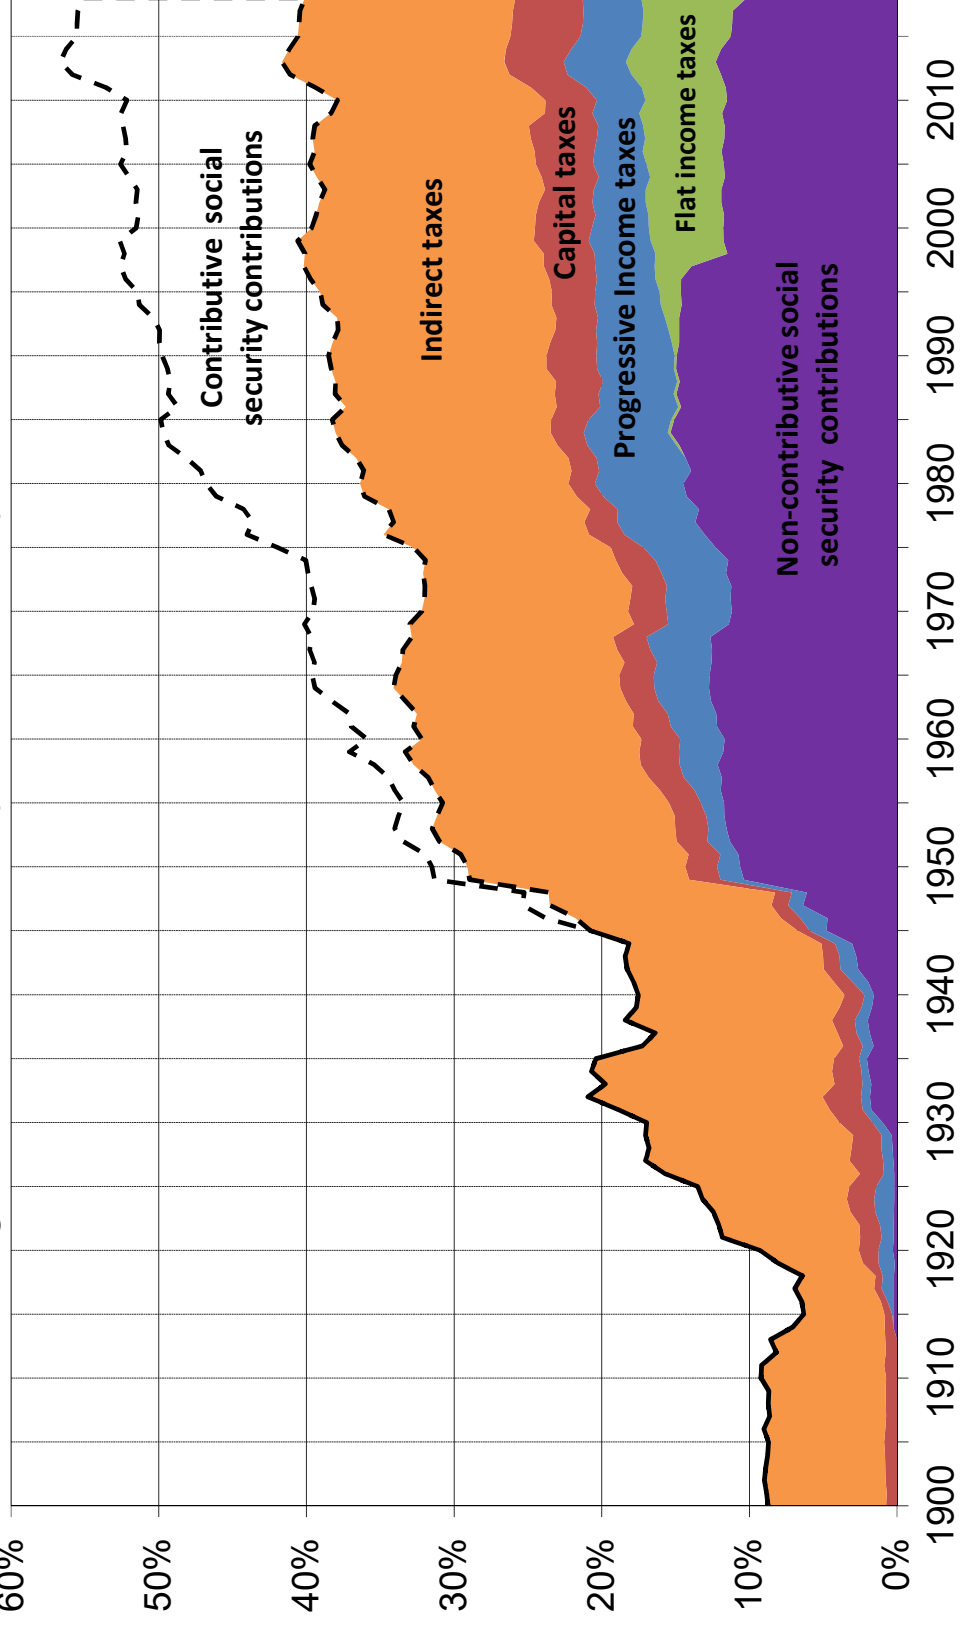 60%
50%
40%
30%
20%
10%
0%
Contributive social
security contributions
Indirect taxes
Capital taxes
Progressive Income taxes
Flat income taxes
Non-contributive social
security contributions
1900
1910
1920
1930
1940
1950
1960
1970
1980
1990
2000
2010